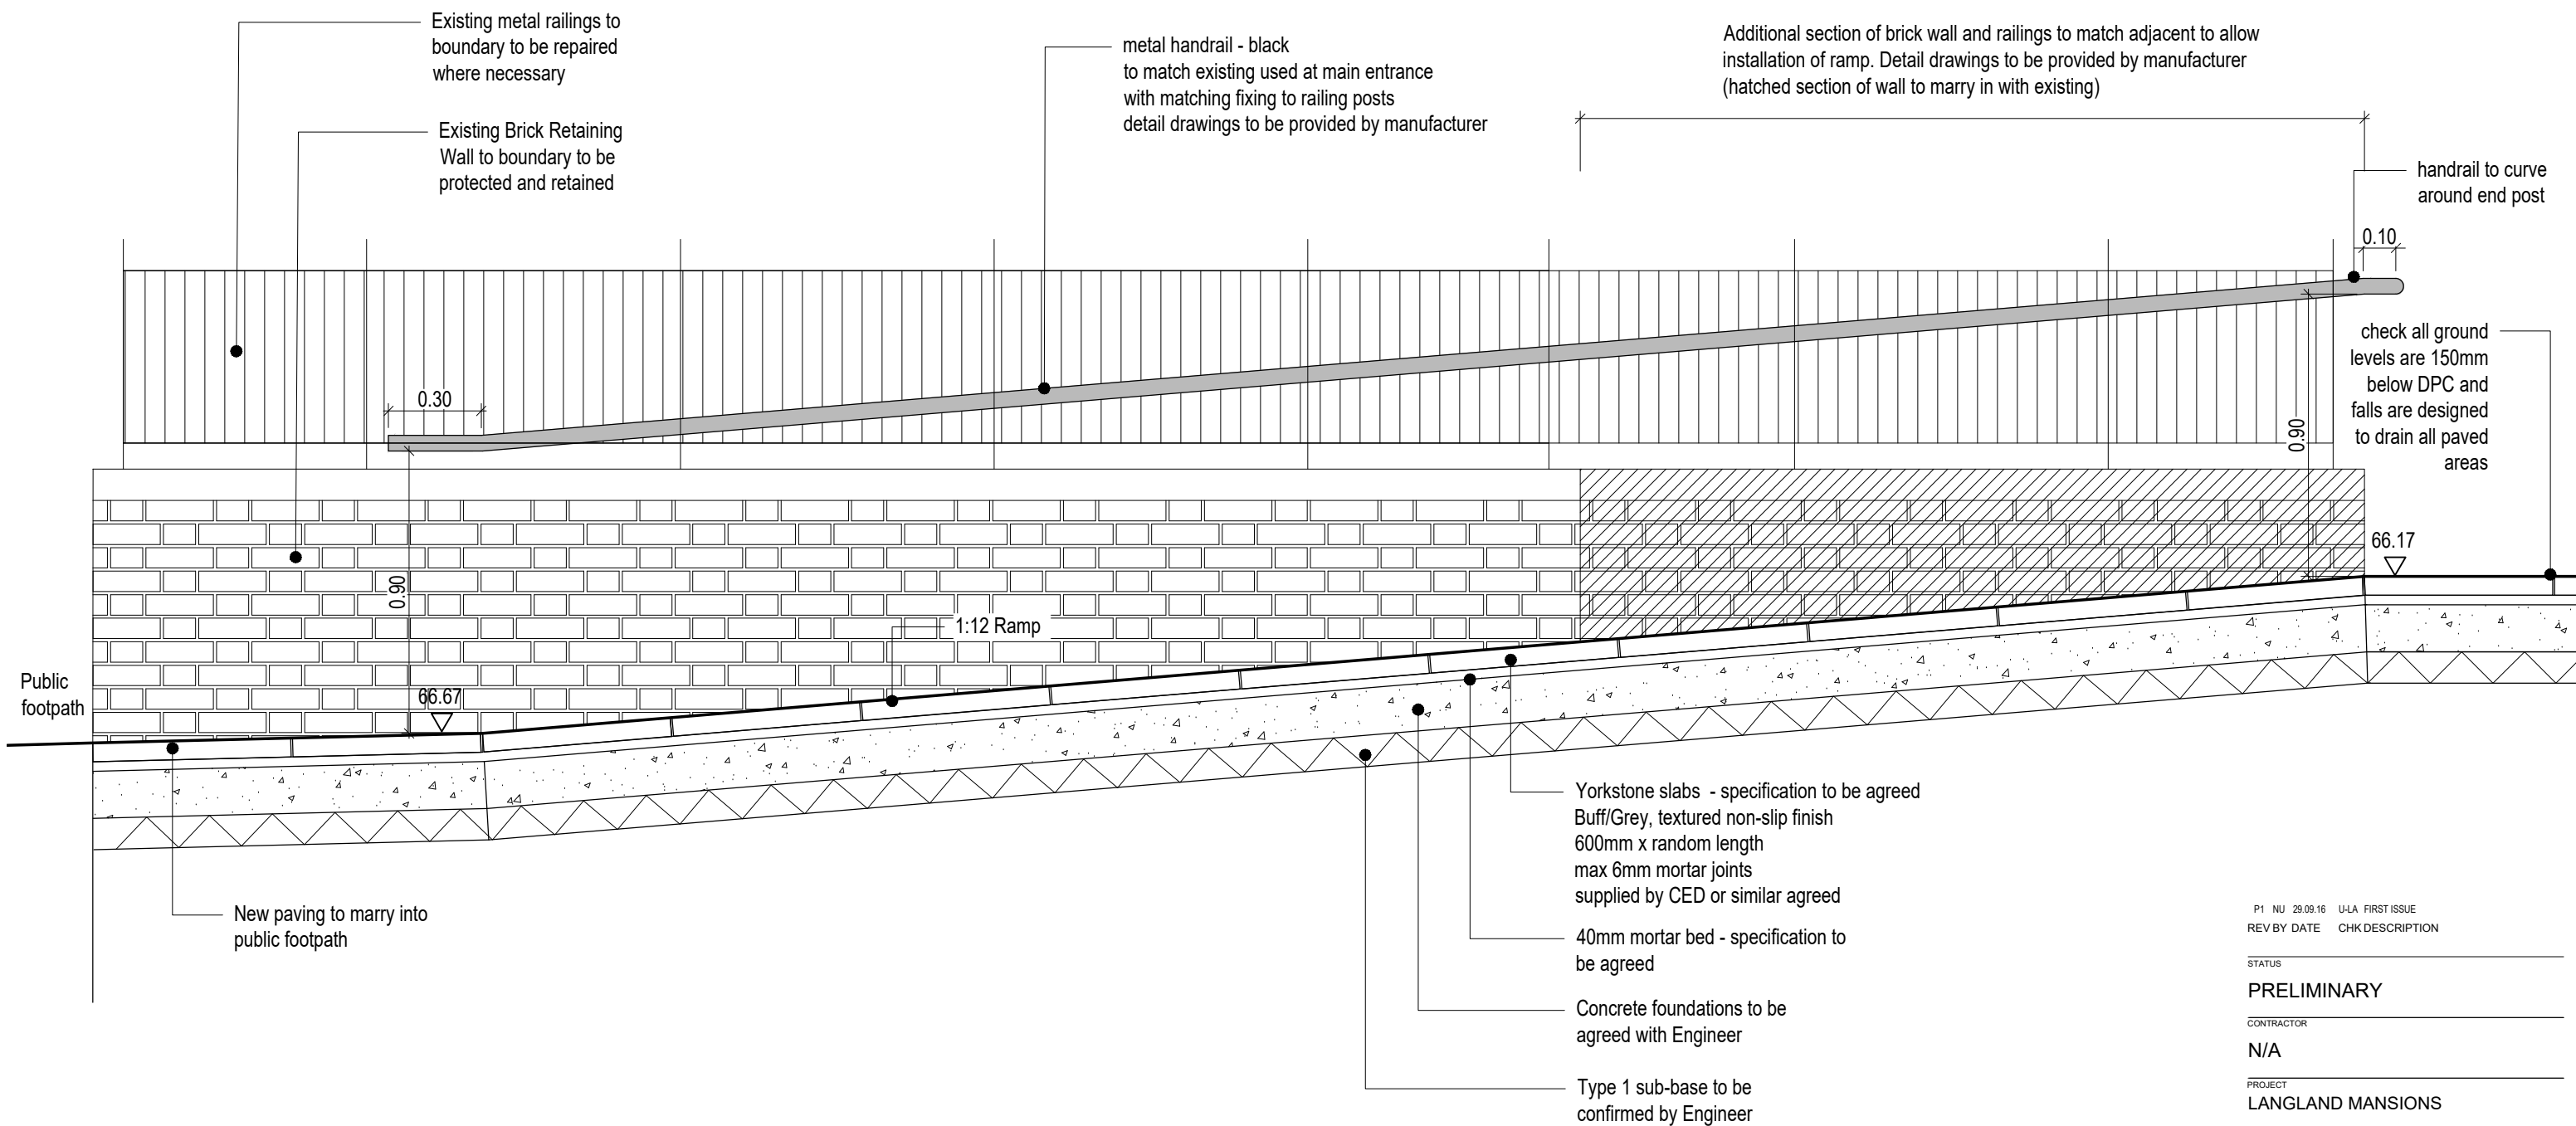 Existing metal railings to
boundary to be repaired
where necessary
Existing Brick Retaining
Wall to boundary to be
protected and retained
metal handrail - black
to match existing used at main entrance
with matching fixing to railing posts
detail drawings to be provided by manufacturer
Additional section of brick wall and railings to match adjacent to allow
installation of ramp. Detail drawings to be provided by manufacturer
(hatched section of wall to marry in with existing)
handrail to curve
around end post
0.10
check all ground
levels are 150mm
below DPC and
falls are designed
to drain all paved
areas
0.30
0.90
0.90
66.17
1:12 Ramp
66.67
Public
footpath
New paving to marry into
public footpath
Yorkstone slabs - specification to be agreed
Buff/Grey, textured non-slip finish
600mm x random length
max 6mm mortar joints
supplied by CED or similar agreed
40mm mortar bed - specification to
be agreed
Concrete foundations to be
agreed with Engineer
Type 1 sub-base to be
confirmed by Engineer
P1 NU 29.09.16 U-LA FIRST ISSUE
REV BY DATE CHK DESCRIPTION
STATUS
PRELIMINARY
CONTRACTOR
N/A
PROJECT
LANGLAND MANSIONS